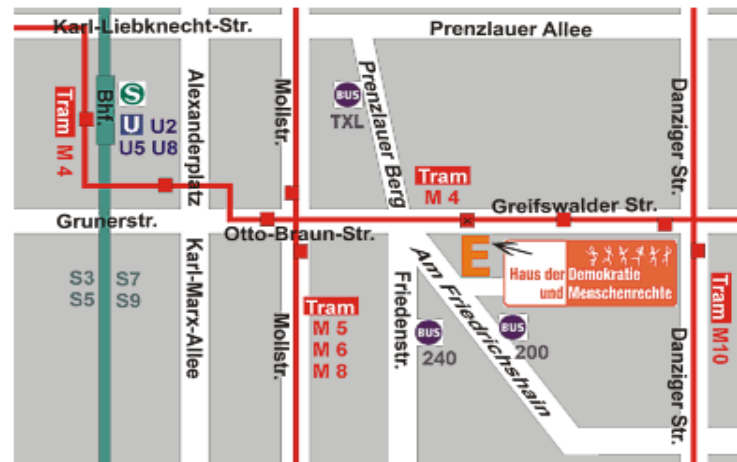 Karl-Liebknecht-Str.
Prenzlauer Allee
Tram M 4
Bhf.
S
U U2
U5 U8
Alexanderplatz
Mollstr.
BUS
TXL
Prenzlauer Berg
Danziger Str.
Tram
M 4
Greifswalder Str.
Grunerstr.
Otto-Braun-Str.
E
Haus der Demokratie
und Menschenrechte
S3 S7
S5 S9
Karl-Marx-Allee
Mollstr.
Tram
M 5
M 6
M 8
Friedenstr.
BUS
240
Am Friedrichshain
BUS
200
Danziger Str.
Tram M10